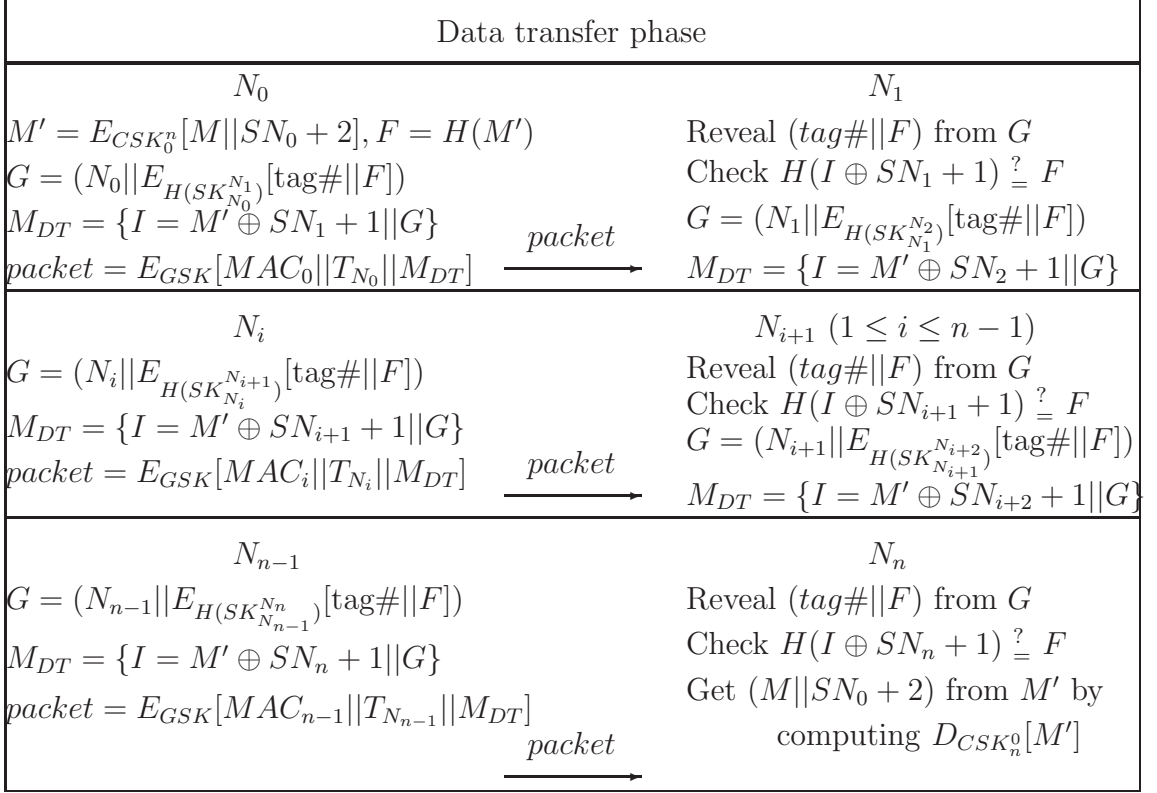 Data transfer phase
N_0
M' = E_{CSK_0^n}[M||SN_0 + 2], F = H(M')
G = (N_0||E_{H(SK_{N_0}^{N_1})}[tag#||F])
M_{DT} = {I = M' ⊕ SN_1 + 1||G}
packet = E_{GSK}[MAC_0||T_{N_0}||M_{DT}]
packet
N_1
Reveal (tag#||F) from G
Check H(I ⊕ SN_1 + 1) ≟ F
G = (N_1||E_{H(SK_{N_1}^{N_2})}[tag#||F])
M_{DT} = {I = M' ⊕ SN_2 + 1||G}
N_i
G = (N_i||E_{H(SK_{N_i}^{N_{i+1}})}[tag#||F])
M_{DT} = {I = M' ⊕ SN_{i+1} + 1||G}
packet = E_{GSK}[MAC_i||T_{N_i}||M_{DT}]
packet
N_{i+1} (1 ≤ i ≤ n − 1)
Reveal (tag#||F) from G
Check H(I ⊕ SN_{i+1} + 1) ≟ F
G = (N_{i+1}||E_{H(SK_{N_{i+1}}^{N_{i+2}})}[tag#||F])
M_{DT} = {I = M' ⊕ SN_{i+2} + 1||G}
N_{n−1}
G = (N_{n−1}||E_{H(SK_{N_{n−1}}^{N_n})}[tag#||F])
M_{DT} = {I = M' ⊕ SN_n + 1||G}
packet = E_{GSK}[MAC_{n−1}||T_{N_{n−1}}||M_{DT}]
packet
N_n
Reveal (tag#||F) from G
Check H(I ⊕ SN_n + 1) ≟ F
Get (M||SN_0 + 2) from M' by
computing D_{CSK_n^0}[M']